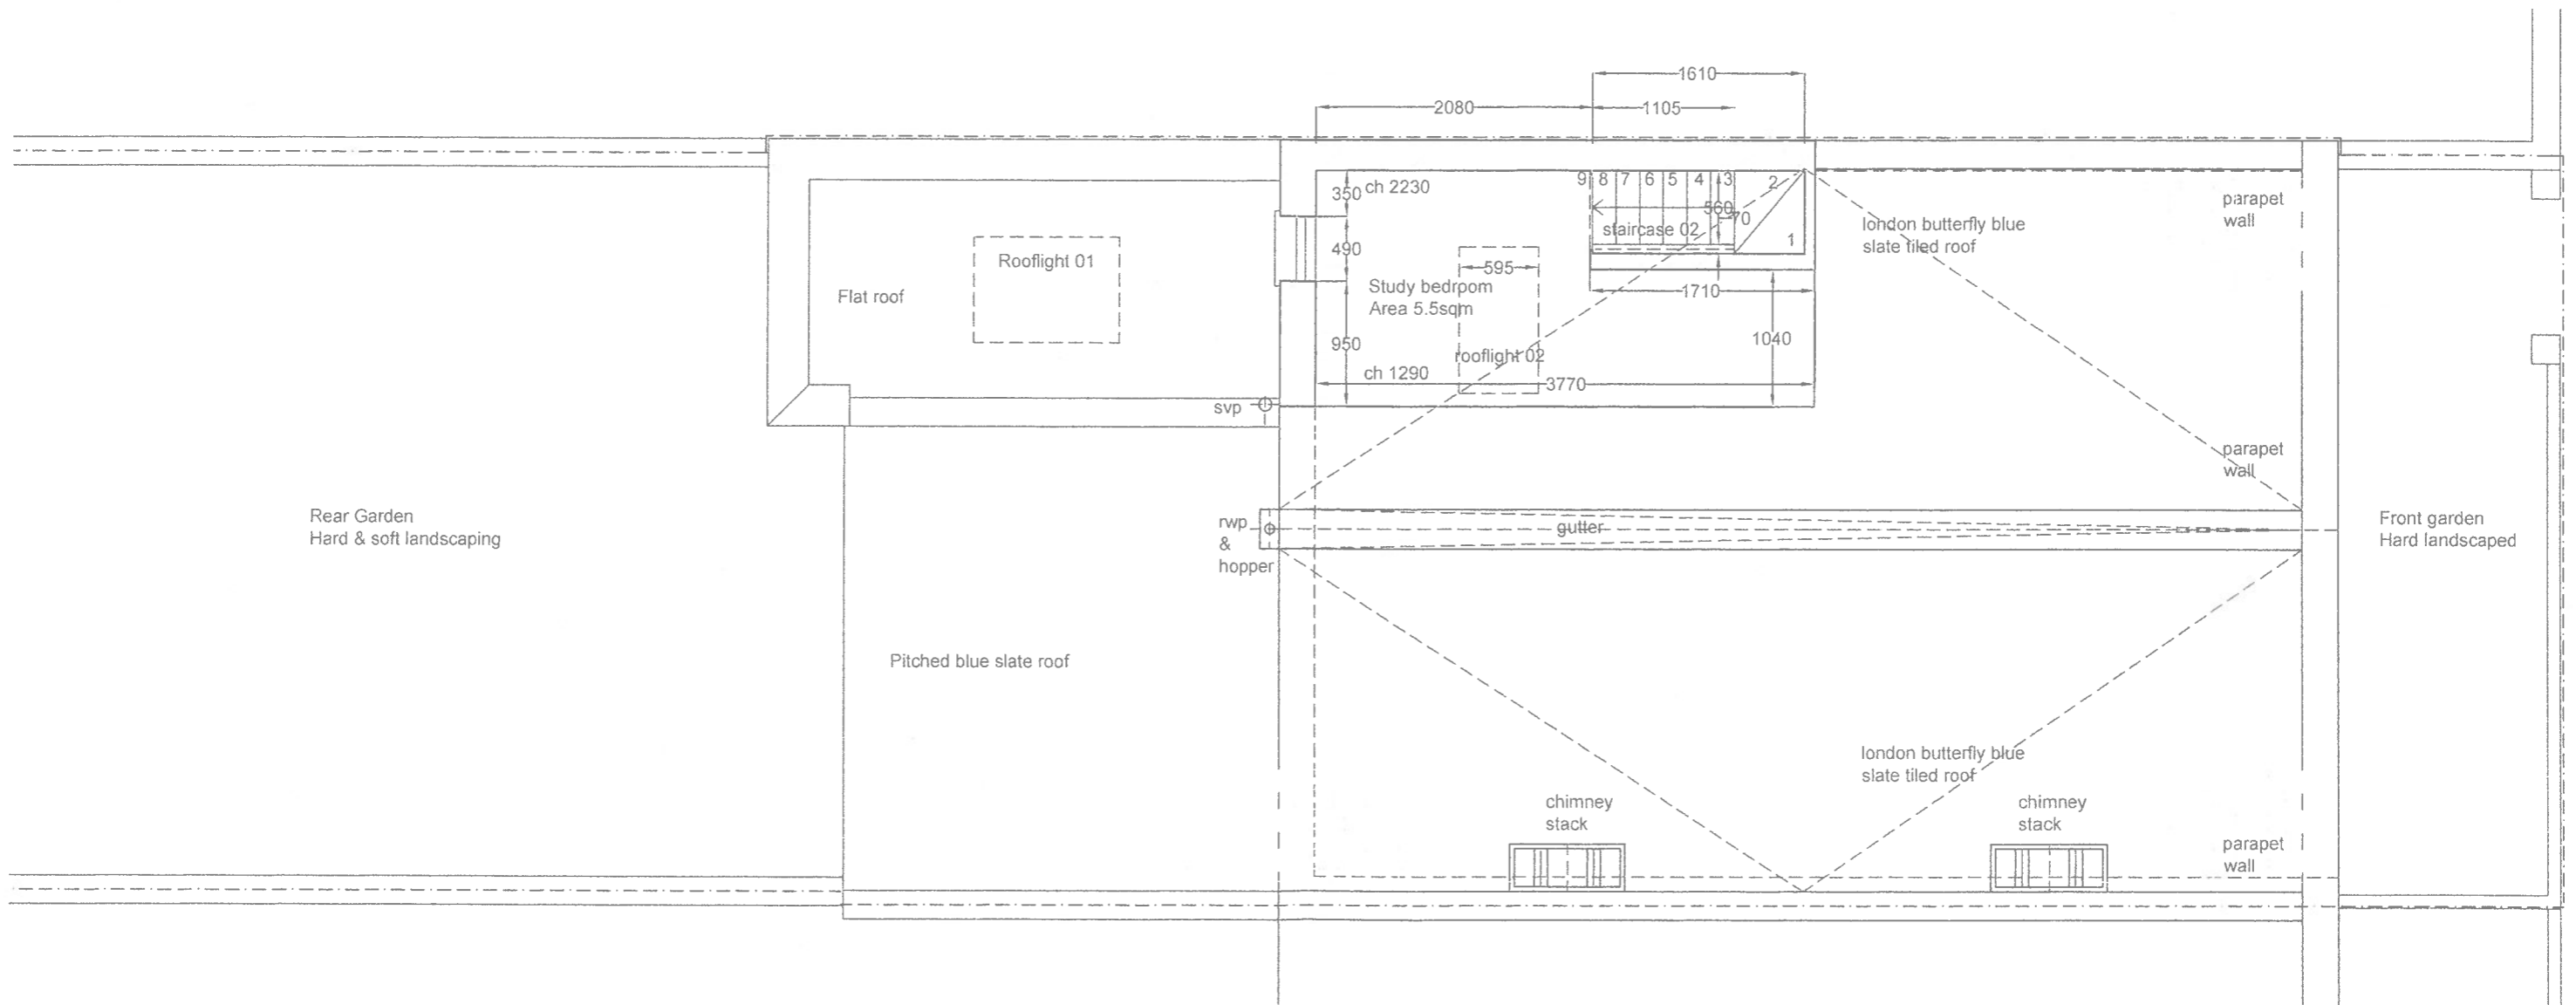 1610
2080
1105
350
ch 2230
9
8
7
6
5
4
3
2
560
70
staircase 02
1
490
595
Study bedroom
Area 5.5sqm
1710
1040
950
rooflight 02
ch 1290
3770
Rooflight 01
Flat roof
svp
london butterfly blue
slate tiled roof
parapet
wall
parapet
wall
Rear Garden
Hard & soft landscaping
rwp
&
hopper
gutter
Front garden
Hard landscaped
Pitched blue slate roof
london butterfly blue
slate tiled roof
chimney
stack
chimney
stack
parapet
wall